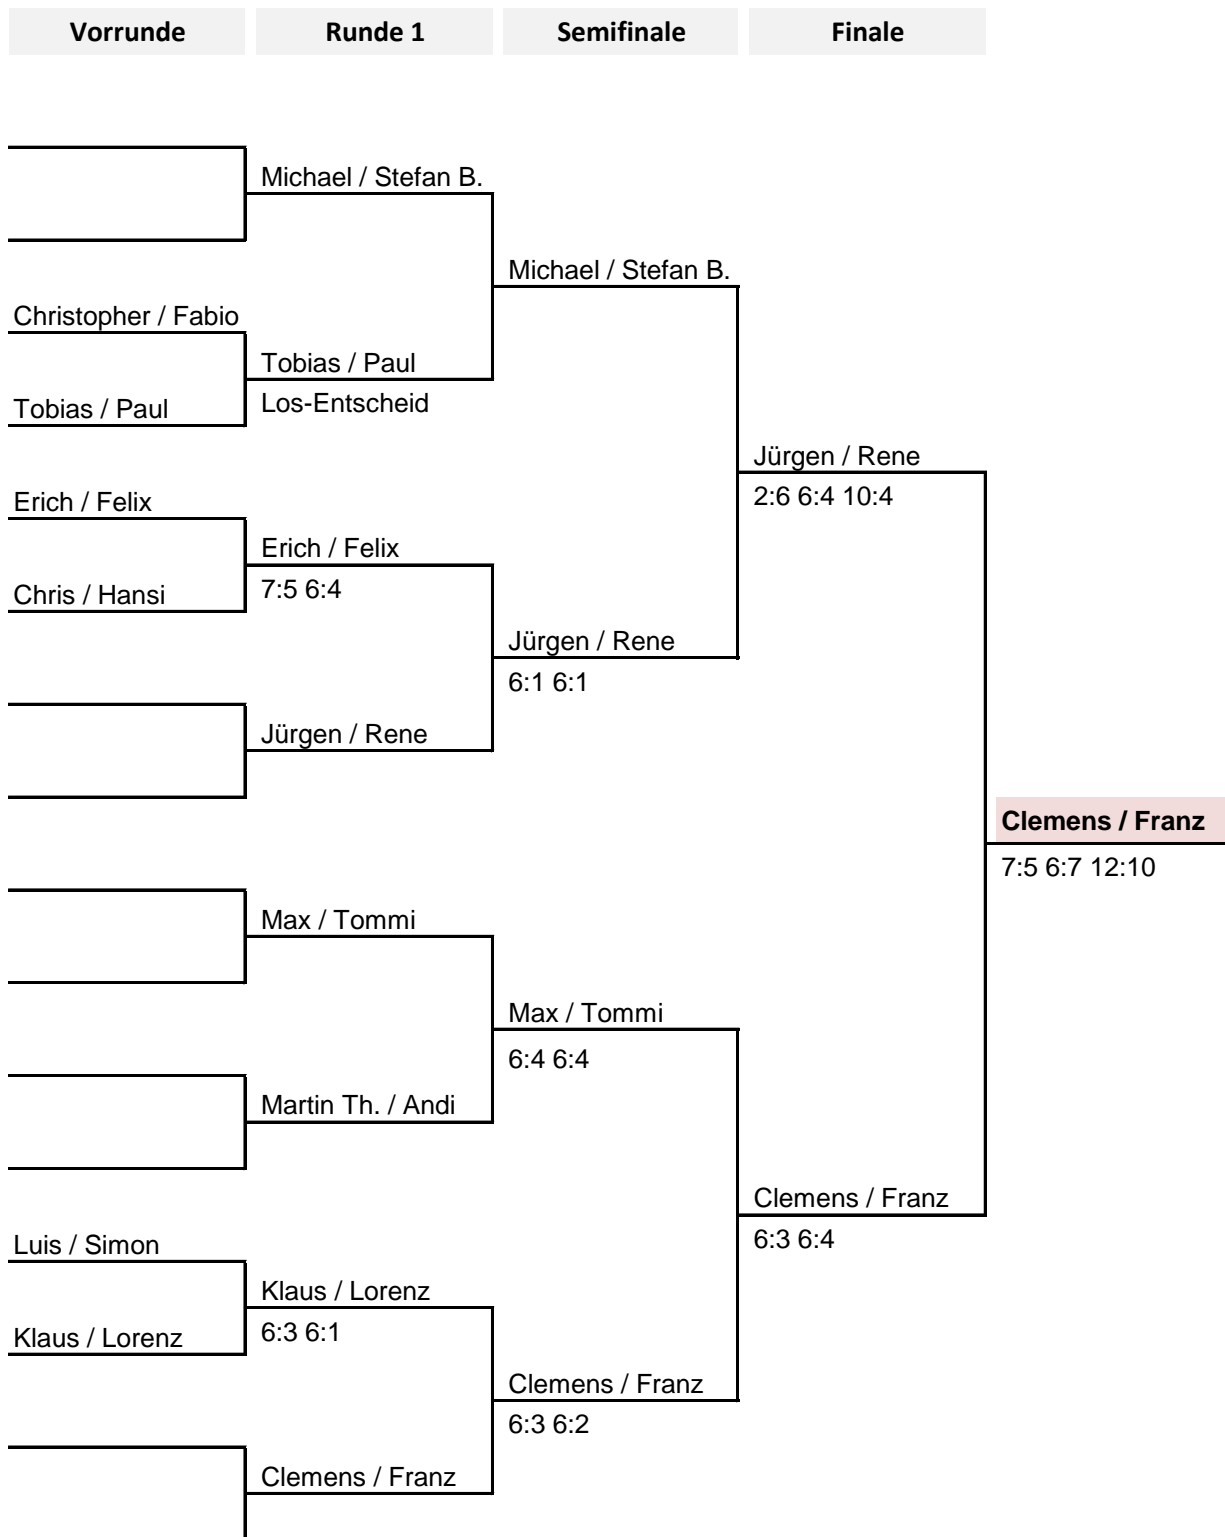 Vorrunde Runde 1 Semifinale Finale
Michael / Stefan B.
Michael / Stefan B.
Christopher / Fabio
Tobias / Paul
Los-Entscheid
Tobias / Paul
Jürgen / Rene
2:6 6:4 10:4
Erich / Felix
Erich / Felix
7:5 6:4
Chris / Hansi
Jürgen / Rene
6:1 6:1
Jürgen / Rene
Clemens / Franz
7:5 6:7 12:10
Max / Tommi
Max / Tommi
6:4 6:4
Martin Th. / Andi
Clemens / Franz
6:3 6:4
Luis / Simon
Klaus / Lorenz
6:3 6:1
Klaus / Lorenz
Clemens / Franz
6:3 6:2
Clemens / Franz